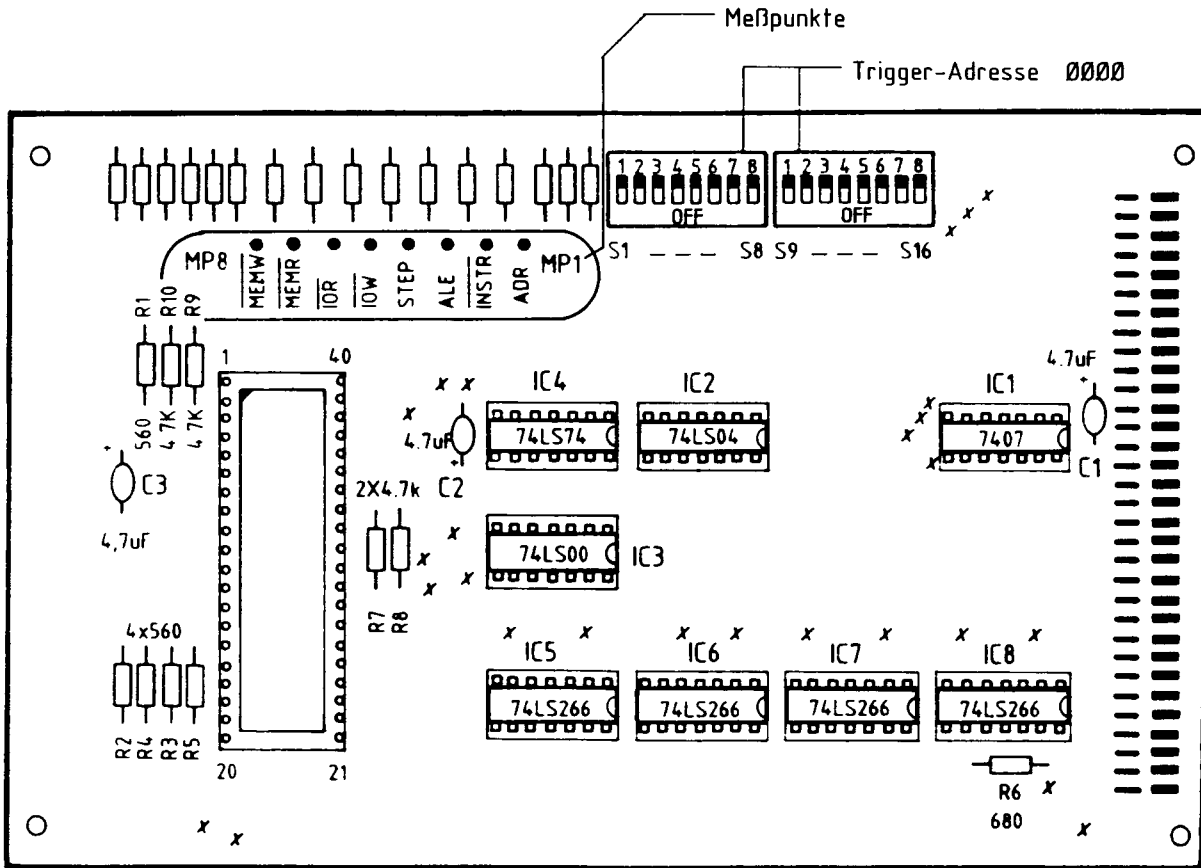 Meßpunkte
Trigger-Adresse 0000
1 2 3 4 5 6 7 8
OFF
1 2 3 4 5 6 7 8
OFF
S1 --- S8
S9 ---- S16
MP8
MEMW
MEMR
IOR
IOW
STEP
ALE
INSTR
ADR
MP1
R1
R10
R9
560
4.7K
4.7K
1
40
C3
4,7uF
4.7uF
C2
IC4
74LS74
IC2
74LS04
IC1
7407
4.7uF
C1
2X4.7k
R7
R8
74LS00
IC3
4x560
R2
R4
R3
R5
20
21
IC5
74LS266
IC6
74LS266
IC7
74LS266
IC8
74LS266
R6
680